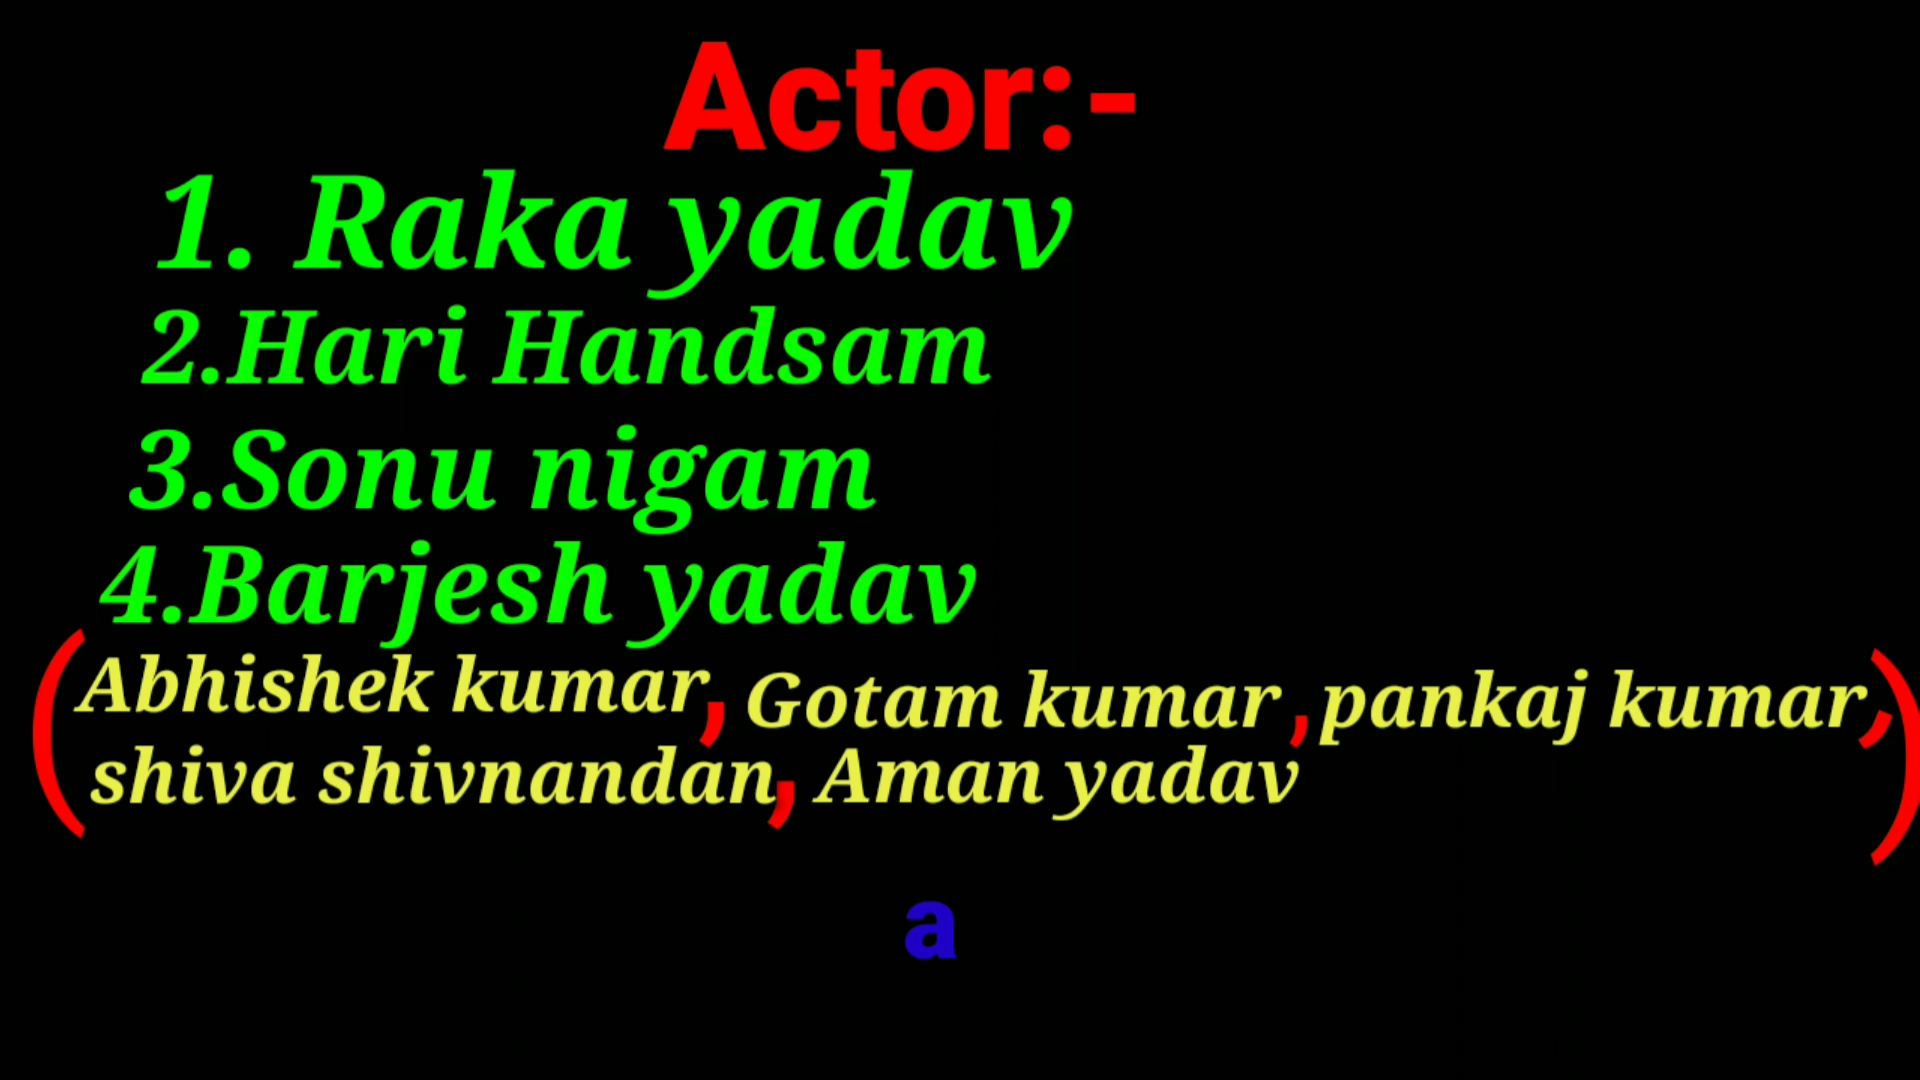 Actor:-
1. Raka yadav
2.Hari Handsam
3.Sonu nigam
4.Barjesh yadav
(Abhishek kumar, Gotam kumar ,pankaj kumar,
shiva shivnandan, Aman yadav)
a